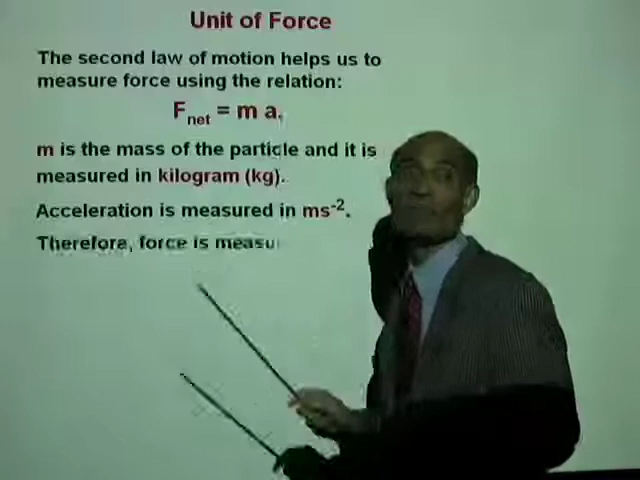 Unit of Force
The second law of motion helps us to
measure force using the relation:
Fnet = m a.
m is the mass of the particle and it is
measured in kilogram (kg).
Acceleration is measured in ms-2.
Therefore, force is measu